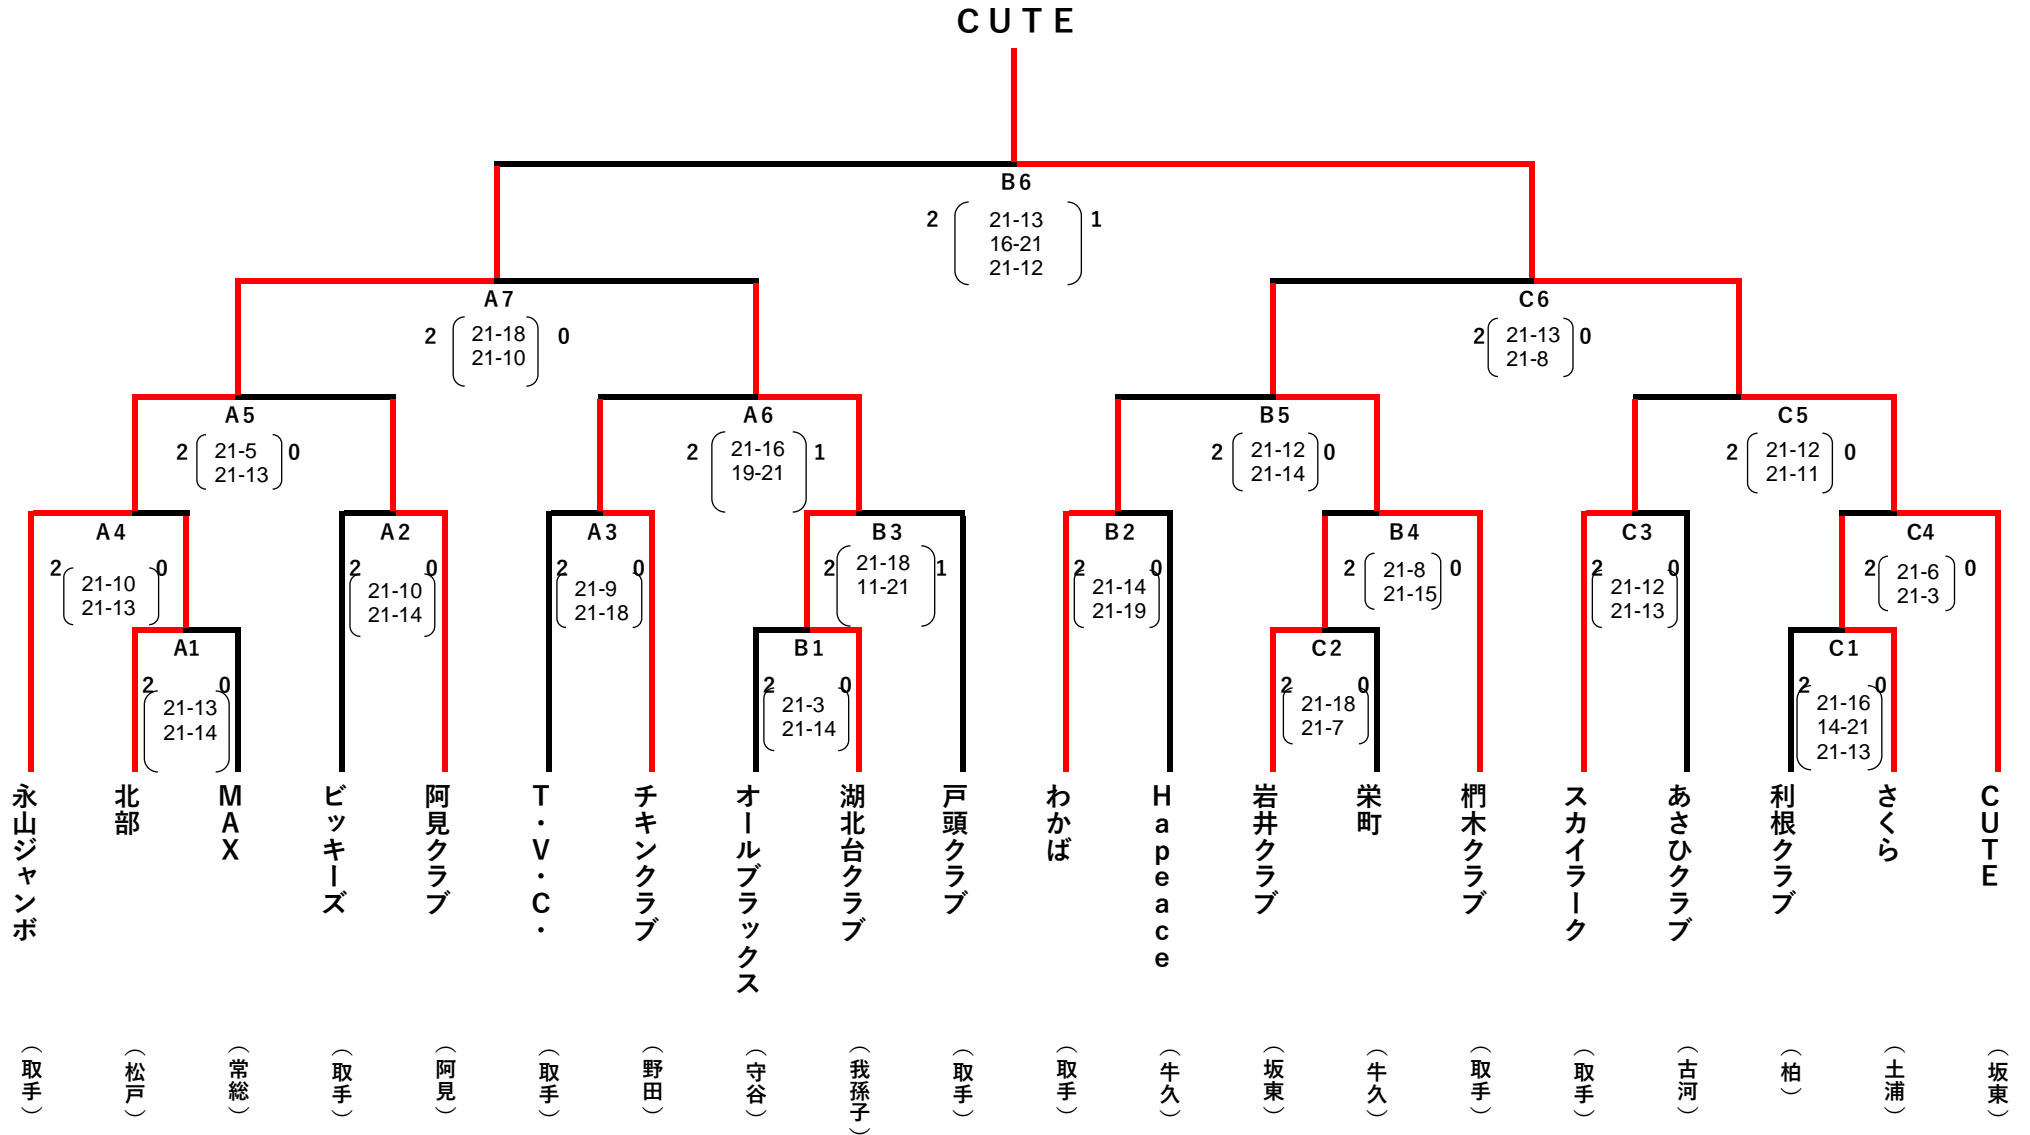 CUTE
B6
2
21-13
16-21
21-12
1
A7
2
21-18
21-10
0
C6
2
21-13
21-8
0
A5
2
21-5
21-13
0
A6
2
21-16
19-21
1
B5
2
21-12
21-14
0
C5
2
21-12
21-11
0
A4
2
21-10
21-13
0
A2
2
21-10
21-14
0
A3
2
21-9
21-18
0
B3
2
21-18
11-21
1
B2
2
21-14
21-19
0
B4
2
21-8
21-15
0
C3
2
21-12
21-13
0
C4
2
21-6
21-3
0
A1
2
21-13
21-14
0
B1
2
21-3
21-14
0
C2
2
21-18
21-7
0
C1
2
21-16
14-21
21-13
0
永山ジャンボ
北部
MAX
ビッキーズ
阿見クラブ
T・V・C・
チキンクラブ
オールブラックス
湖北台クラブ
戸頭クラブ
わかば
Hapeace
岩井クラブ
栄町
椚木クラブ
スカイラーク
あさひクラブ
利根クラブ
さくら
CUTE
（取手）
（松戸）
（常総）
（取手）
（阿見）
（取手）
（野田）
（守谷）
（我孫子）
（取手）
（取手）
（牛久）
（坂東）
（牛久）
（取手）
（取手）
（古河）
（柏）
（土浦）
（坂東）